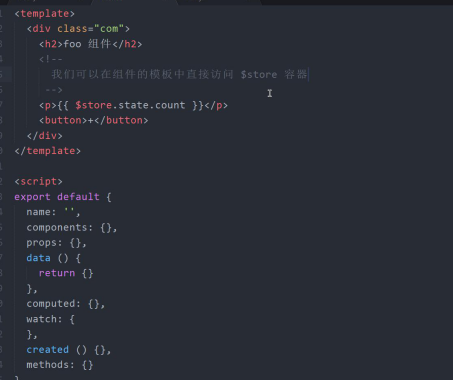 <template>
<div class="com">
<h2>foo 组件</h2>
<!--
我们可以在组件的模板中直接访问 $store 容器
-->
<p>{{ $store.state.count }}</p>
<button>+</button>
</div>
</template>
<script>
export default {
name: '',
components: {},
props: {},
data () {
return {}
},
computed: {},
watch: {
},
created () {},
methods: {}